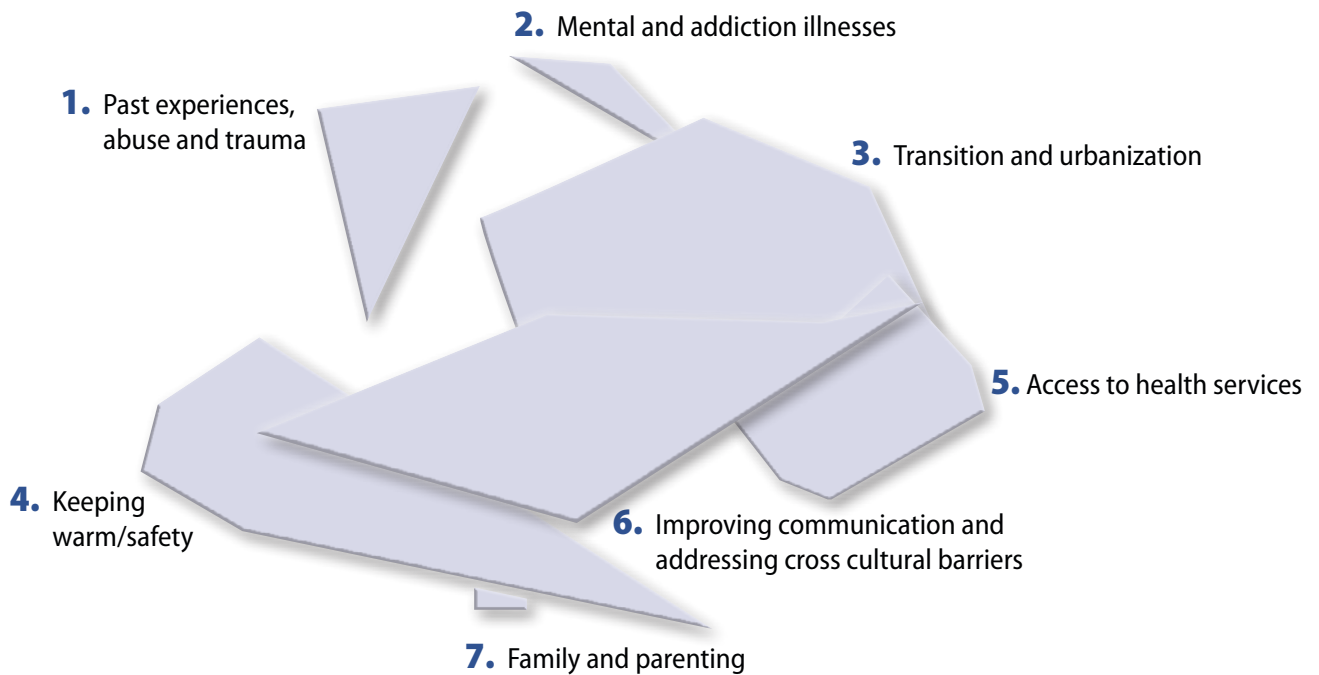 1. Past experiences,
abuse and trauma
2. Mental and addiction illnesses
3. Transition and urbanization
4. Keeping
warm/safety
5. Access to health services
6. Improving communication and
addressing cross cultural barriers
7. Family and parenting